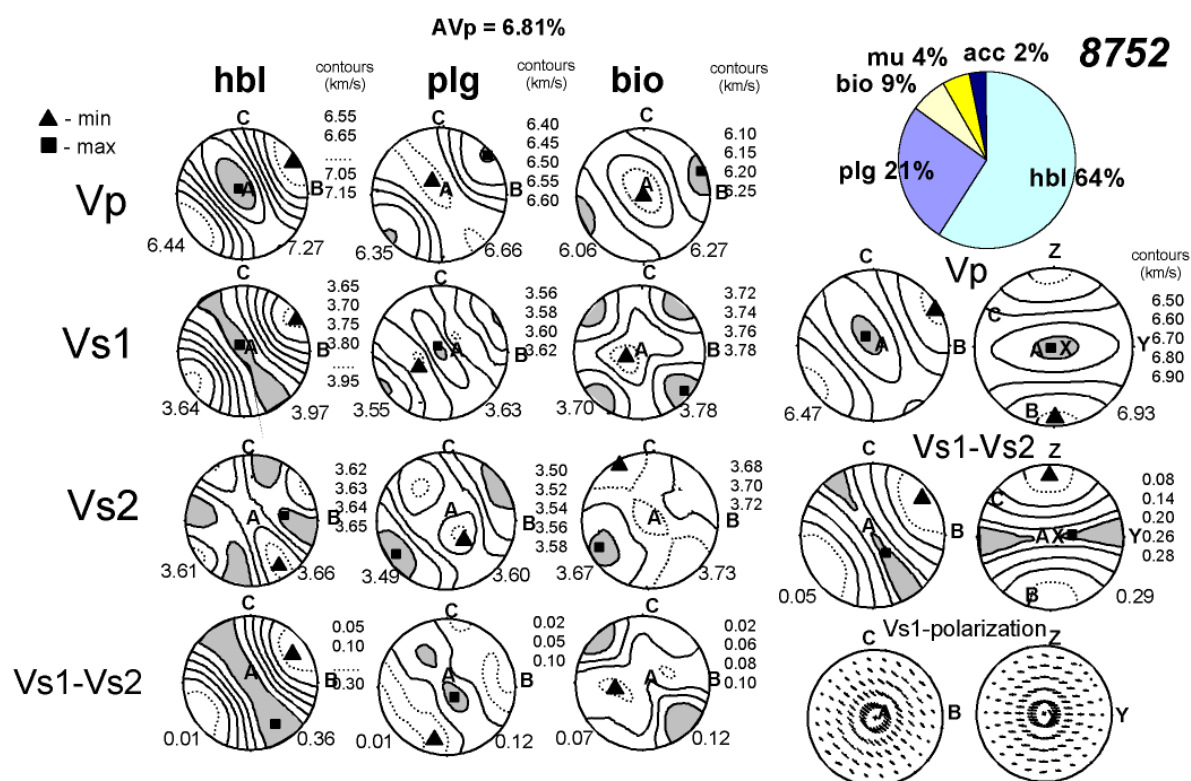 AVp = 6.81%
8752
hbl
contours
(km/s)
plg
contours
(km/s)
bio
contours
(km/s)
mu 4%
acc 2%
bio 9%
plg 21%
hbl 64%
▲ - min
■ - max
Vp
C
A
B
6.44
7.27
6.55
6.65
......
7.05
7.15
C
A
B
6.35
6.66
6.40
6.45
6.50
6.55
6.60
C
A
B
6.06
6.27
6.10
6.15
6.20
6.25
Vs1
C
A
B
3.64
3.97
3.65
3.70
3.75
3.80
.....
3.95
C
A
B
3.55
3.63
3.56
3.58
3.60
3.62
C
A
B
3.70
3.78
3.72
3.74
3.76
3.78
Vs2
C
A
B
3.61
3.66
3.62
3.63
3.64
3.65
C
A
B
3.49
3.60
3.50
3.52
3.54
3.56
3.58
C
A
B
3.67
3.73
3.68
3.70
3.72
Vs1-Vs2
C
A
B
0.01
0.36
0.05
0.10
......
0.30
C
A
B
0.01
0.12
0.02
0.05
0.10
C
A
B
0.07
0.12
0.02
0.06
0.08
0.10
Vp
contours
(km/s)
C
A
B
6.47
Z
C
A X
Y
B
6.93
6.50
6.60
6.70
6.80
6.90
Vs1-Vs2
C
A
B
0.05
Z
C
A X
Y
B
0.29
0.08
0.14
0.20
0.26
0.28
Vs1-polarization
C
A
B
Z
X
Y